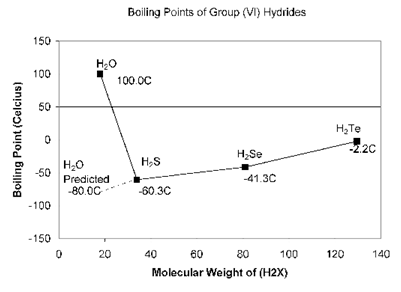 Boiling Points of Group (VI) Hydrides
Boiling Point (Celcius)
150
100
50
0
-50
-100
-150
H₂O
100.0C
H₂O
Predicted
-80.0C
H₂S
-60.3C
H₂Se
-41.3C
H₂Te
-2.2C
0 20 40 60 80 100 120 140
Molecular Weight of (H2X)